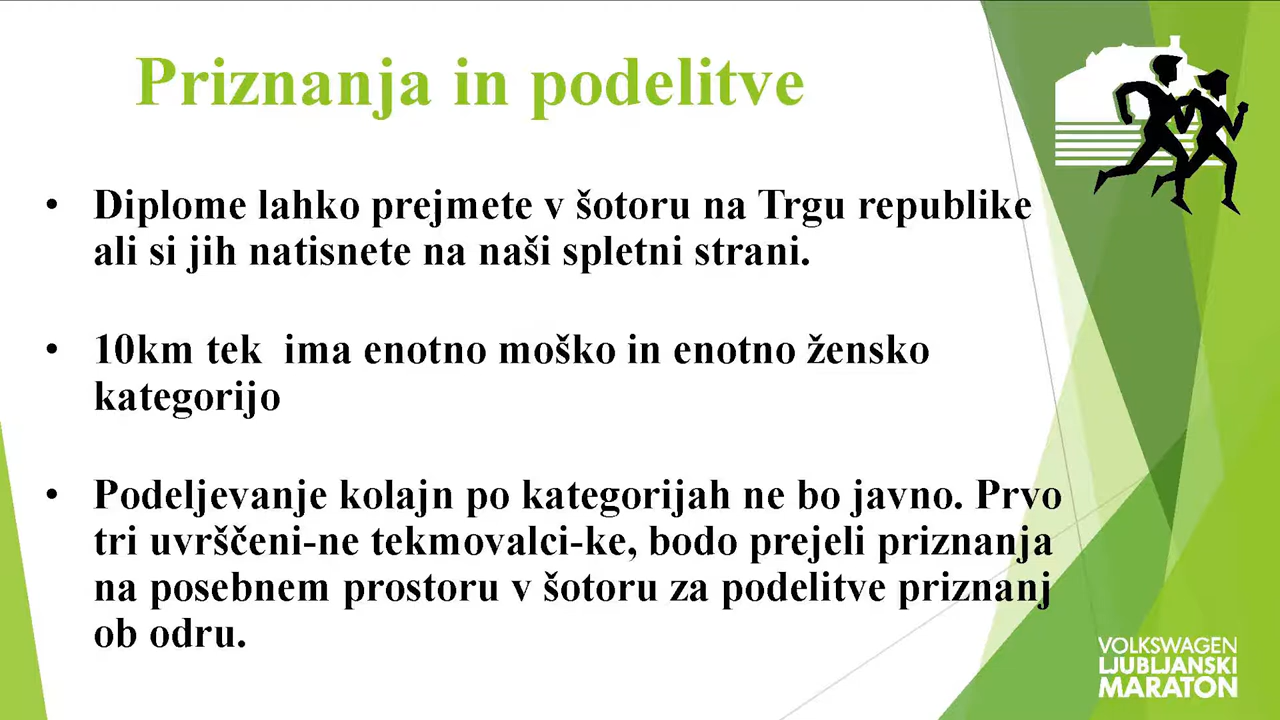 Priznanja in podelitve
• Diplome lahko prejmete v šotoru na Trgu republike
ali si jih natisnete na naši spletni strani.
• 10km tek  ima enotno moško in enotno žensko
kategorijo
• Podeljevanje kolajn po kategorijah ne bo javno. Prvo
tri uvrščeni-ne tekmovalci-ke, bodo prejeli priznanja
na posebnem prostoru v šotoru za podelitve priznanj
ob odru.
VOLKSWAGEN
LJUBLJANSKI
MARATON